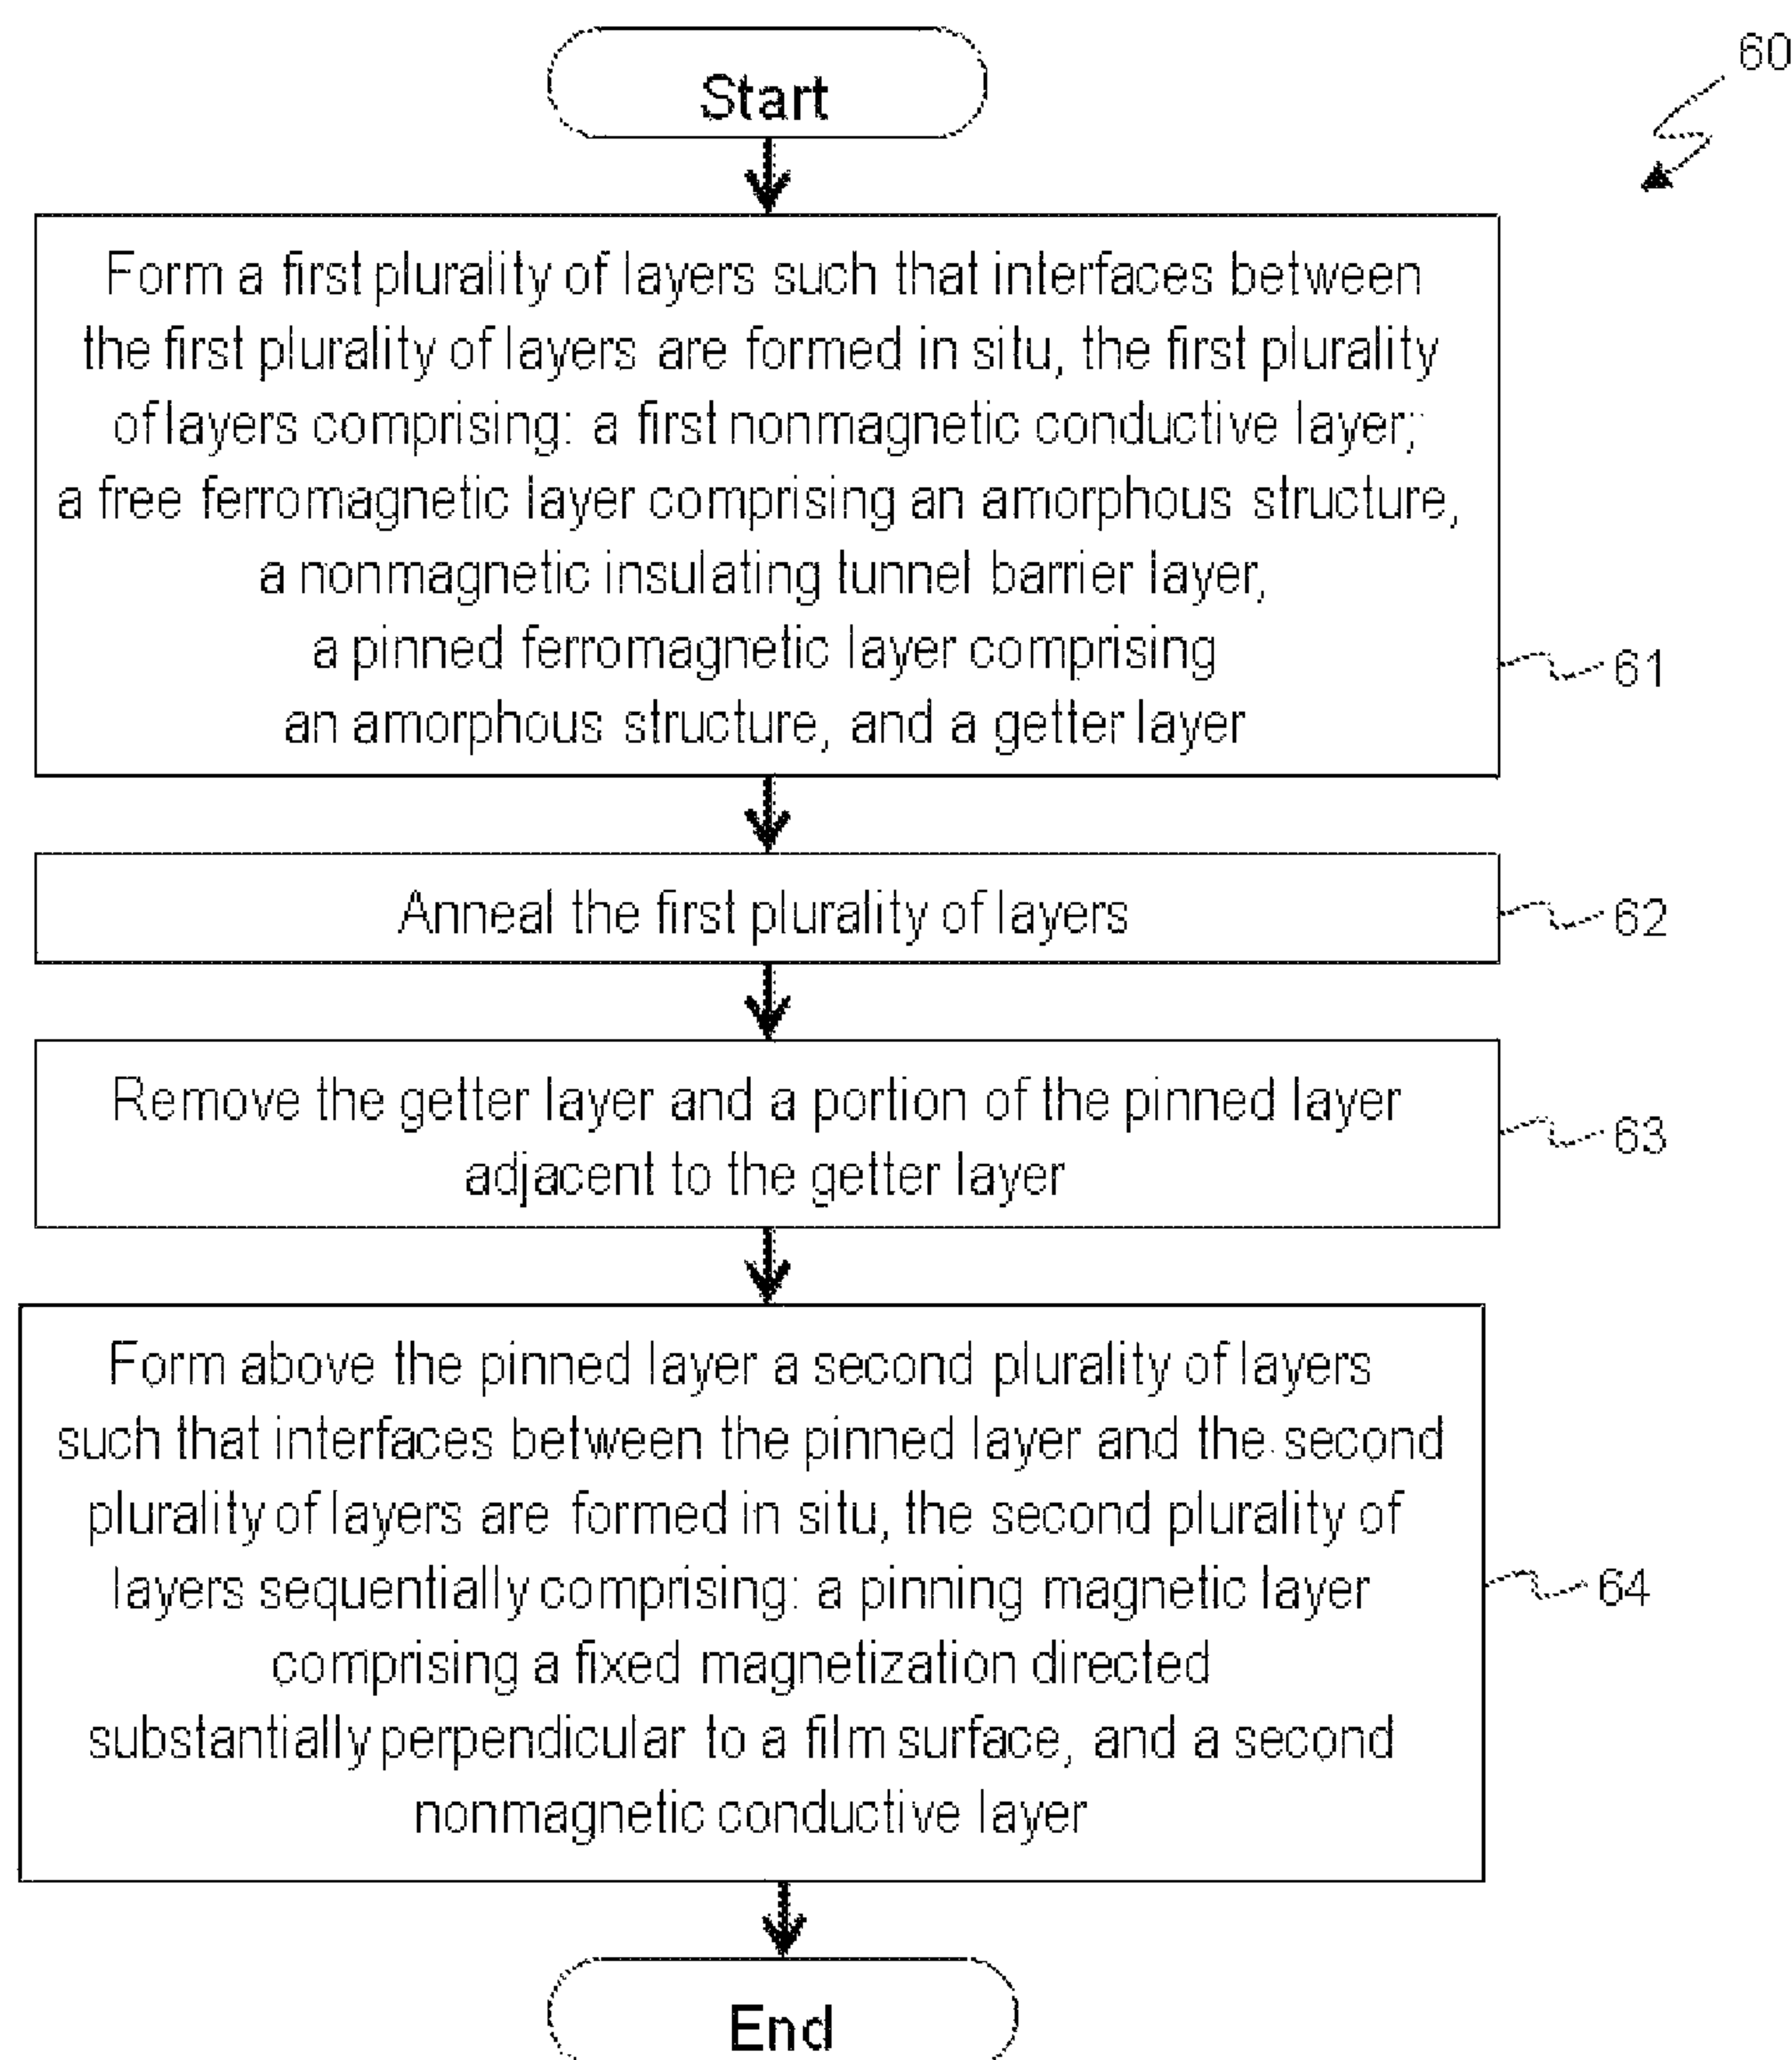 Start
60
Form a first plurality of layers such that interfaces between
the first plurality of layers are formed in situ, the first plurality
of layers comprising: a first nonmagnetic conductive layer;
a free ferromagnetic layer comprising an amorphous structure,
a nonmagnetic insulating tunnel barrier layer,
a pinned ferromagnetic layer comprising
an amorphous structure, and a getter layer
61
Anneal the first plurality of layers
62
Remove the getter layer and a portion of the pinned layer
adjacent to the getter layer
63
Form above the pinned layer a second plurality of layers
such that interfaces between the pinned layer and the second
plurality of layers are formed in situ, the second plurality of
layers sequentially comprising: a pinning magnetic layer
comprising a fixed magnetization directed
substantially perpendicular to a film surface, and a second
nonmagnetic conductive layer
64
End